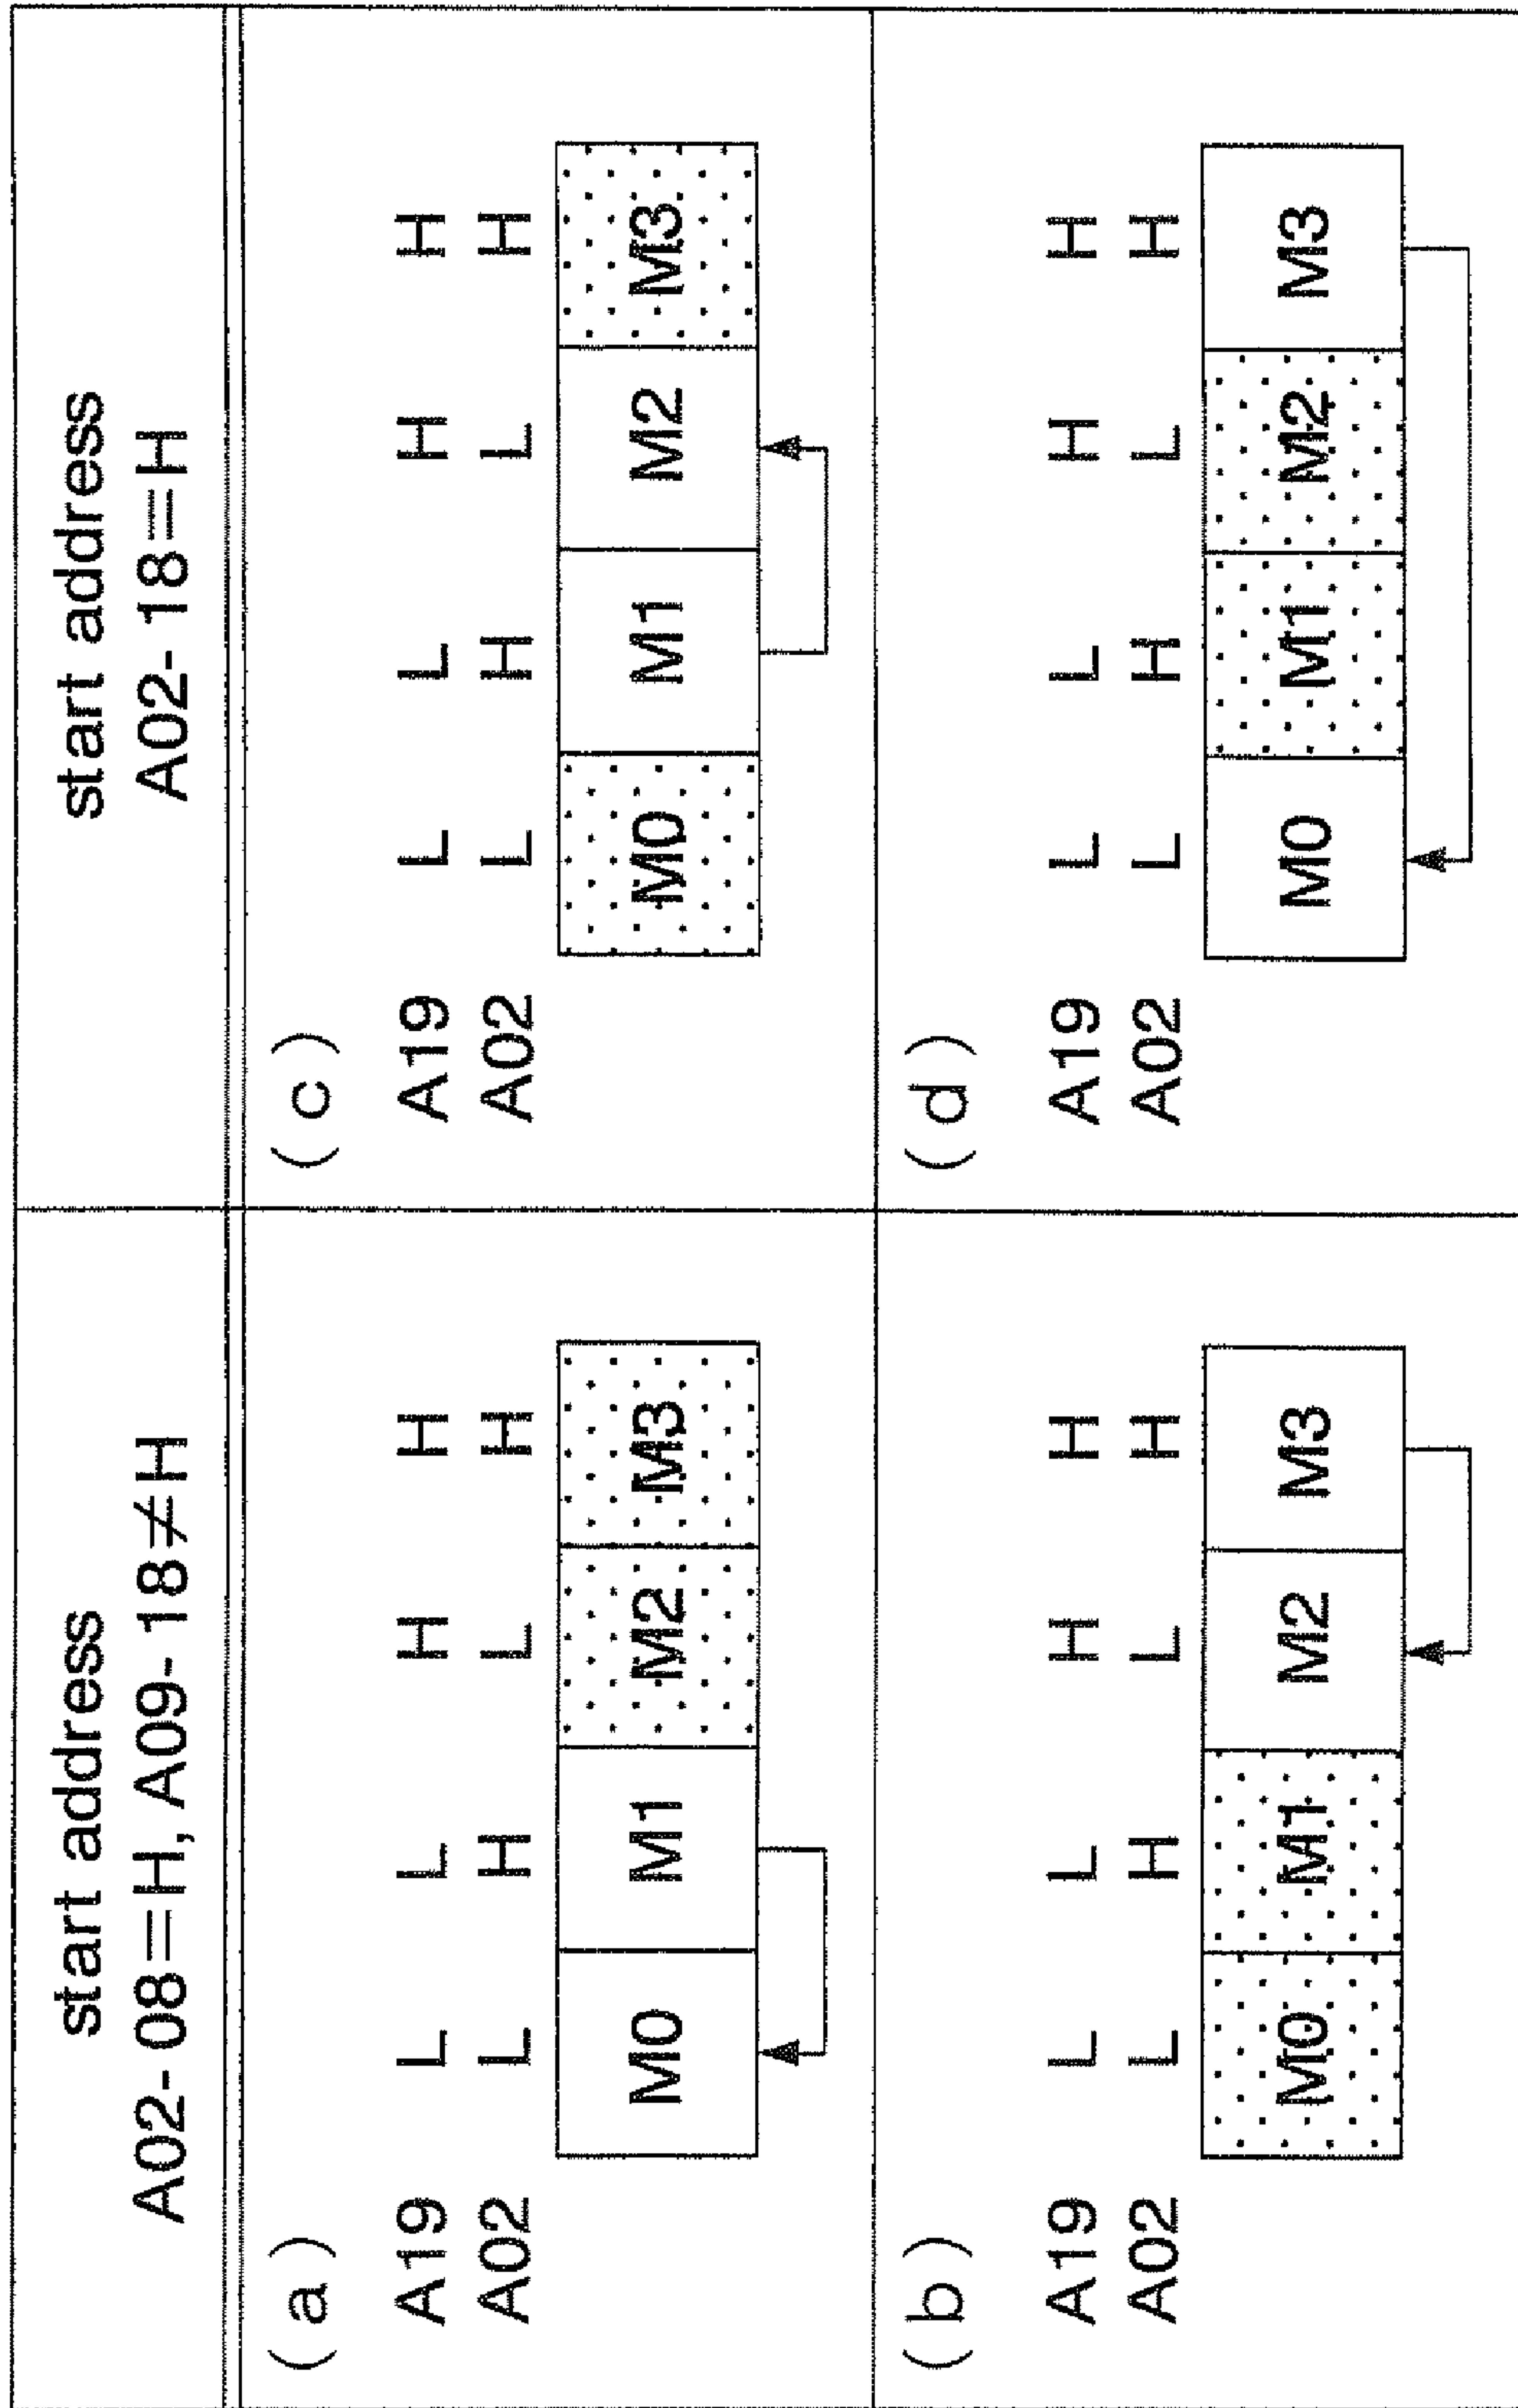 start address
A02-08=H, A09-18≠H
start address
A02-18=H
(a)
A19 L L H H
A02 L H L H
M0 M1 M2 M3
(c)
A19 L L H H
A02 L H L H
M0 M1 M2 M3
(b)
A19 L L H H
A02 L H L H
M0 M1 M2 M3
(d)
A19 L L H H
A02 L H L H
M0 M1 M2 M3